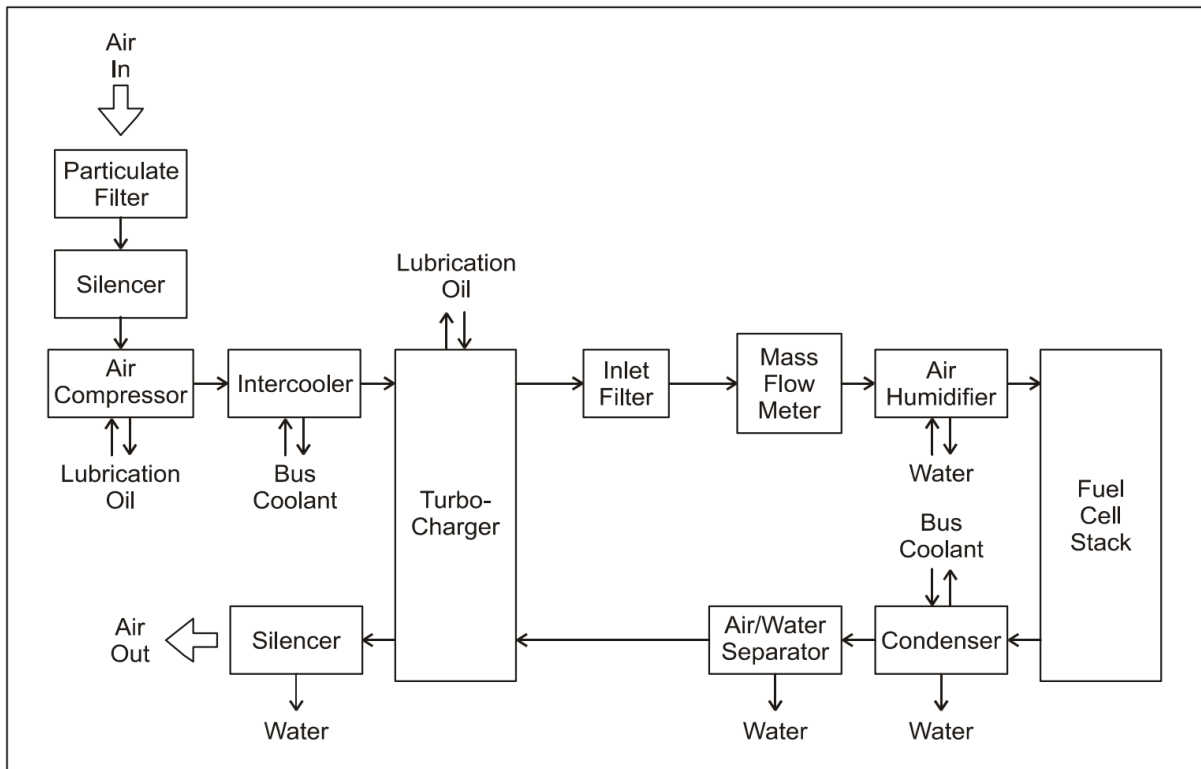 Air
In
Particulate
Filter
Silencer
Air
Compressor
Lubrication
Oil
Intercooler
Bus
Coolant
Lubrication
Oil
Turbo-
Charger
Inlet
Filter
Mass
Flow
Meter
Air
Humidifier
Water
Fuel
Cell
Stack
Bus
Coolant
Condenser
Water
Air/Water
Separator
Water
Silencer
Water
Air
Out